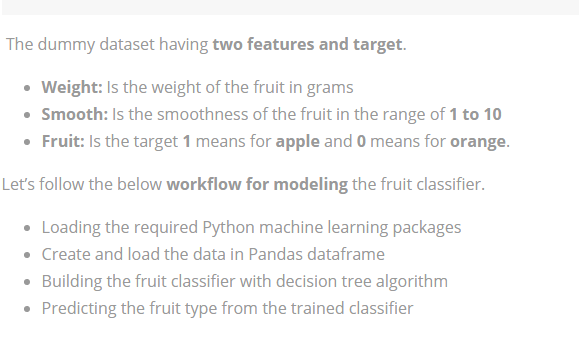 The dummy dataset having two features and target.
Weight: Is the weight of the fruit in grams
Smooth: Is the smoothness of the fruit in the range of 1 to 10
Fruit: Is the target 1 means for apple and 0 means for orange.
Let’s follow the below workflow for modeling the fruit classifier.
Loading the required Python machine learning packages
Create and load the data in Pandas dataframe
Building the fruit classifier with decision tree algorithm
Predicting the fruit type from the trained classifier